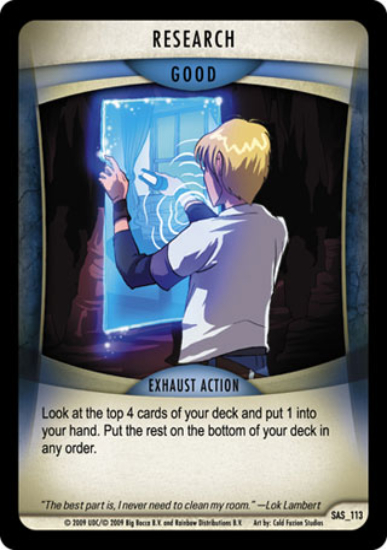 RESEARCH
GOOD
EXHAUST ACTION
Look at the top 4 cards of your deck and put 1 into
your hand. Put the rest on the bottom of your deck in
any order.
"The best part is, I never need to clean my room." —Lok Lambert
SAS_113
© 2009 UDC/© 2009 Big Bocca B.V. and Rainbow Distributions B.V. Art by: Cold Fusion Studios